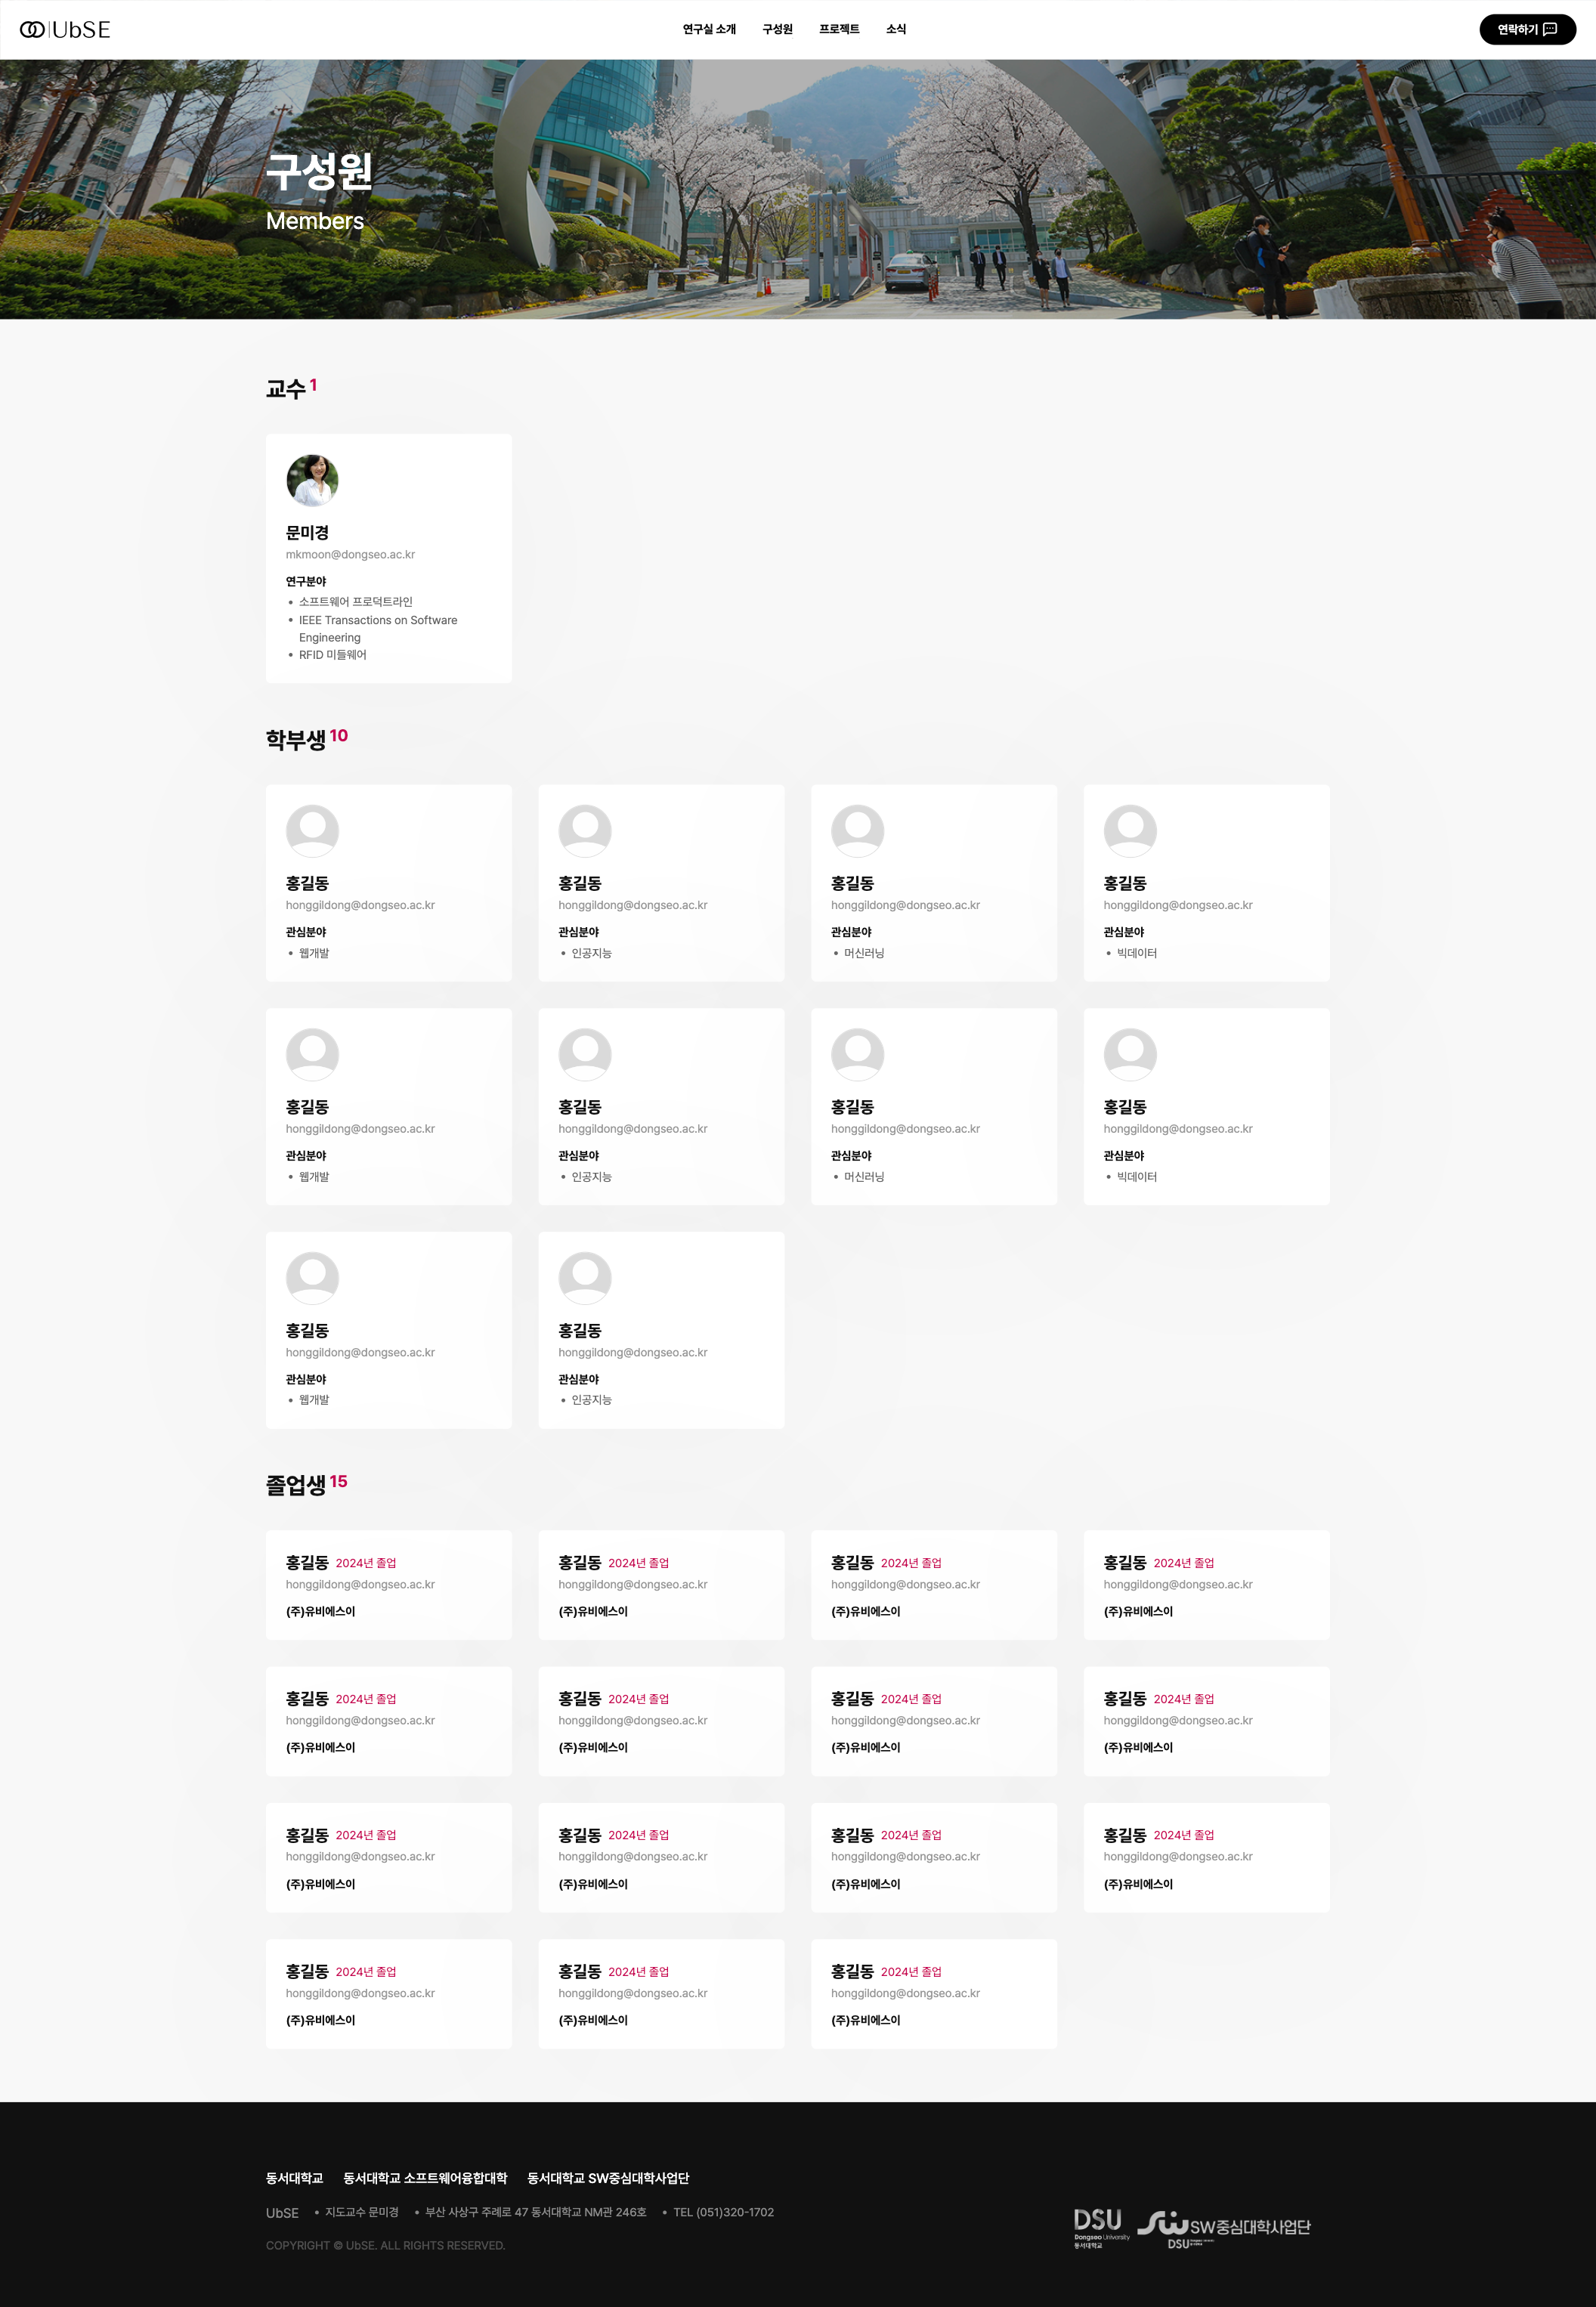 UbSE
연구실 소개 구성원 프로젝트 소식
연락하기
구성원
Members
교수 1
문미경
mkmoon@dongseo.ac.kr
연구분야
• 소프트웨어 프로덕트라인
• IEEE Transactions on Software
Engineering
• RFID 미들웨어
학부생 10
홍길동 홍길동 홍길동 홍길동
honggildong@dongseo.ac.kr honggildong@dongseo.ac.kr honggildong@dongseo.ac.kr honggildong@dongseo.ac.kr
관심분야 관심분야 관심분야 관심분야
• 웹개발 • 인공지능 • 머신러닝 • 빅데이터
홍길동 홍길동 홍길동 홍길동
honggildong@dongseo.ac.kr honggildong@dongseo.ac.kr honggildong@dongseo.ac.kr honggildong@dongseo.ac.kr
관심분야 관심분야 관심분야 관심분야
• 웹개발 • 인공지능 • 머신러닝 • 빅데이터
홍길동 홍길동
honggildong@dongseo.ac.kr honggildong@dongseo.ac.kr
관심분야 관심분야
• 웹개발 • 인공지능
졸업생 15
홍길동 2024년 졸업 홍길동 2024년 졸업 홍길동 2024년 졸업 홍길동 2024년 졸업
honggildong@dongseo.ac.kr honggildong@dongseo.ac.kr honggildong@dongseo.ac.kr honggildong@dongseo.ac.kr
(주)유비에스이 (주)유비에스이 (주)유비에스이 (주)유비에스이
홍길동 2024년 졸업 홍길동 2024년 졸업 홍길동 2024년 졸업 홍길동 2024년 졸업
honggildong@dongseo.ac.kr honggildong@dongseo.ac.kr honggildong@dongseo.ac.kr honggildong@dongseo.ac.kr
(주)유비에스이 (주)유비에스이 (주)유비에스이 (주)유비에스이
홍길동 2024년 졸업 홍길동 2024년 졸업 홍길동 2024년 졸업 홍길동 2024년 졸업
honggildong@dongseo.ac.kr honggildong@dongseo.ac.kr honggildong@dongseo.ac.kr honggildong@dongseo.ac.kr
(주)유비에스이 (주)유비에스이 (주)유비에스이 (주)유비에스이
홍길동 2024년 졸업 홍길동 2024년 졸업 홍길동 2024년 졸업
honggildong@dongseo.ac.kr honggildong@dongseo.ac.kr honggildong@dongseo.ac.kr
(주)유비에스이 (주)유비에스이 (주)유비에스이
동서대학교 동서대학교 소프트웨어융합대학 동서대학교 SW중심대학사업단
UbSE • 지도교수 문미경 • 부산 사상구 주례로 47 동서대학교 NM관 246호 • TEL (051)320-1702
COPYRIGHT © UbSE. ALL RIGHTS RESERVED.
DSU
Dongseo University
동서대학교
SW SW중심대학사업단
DSU